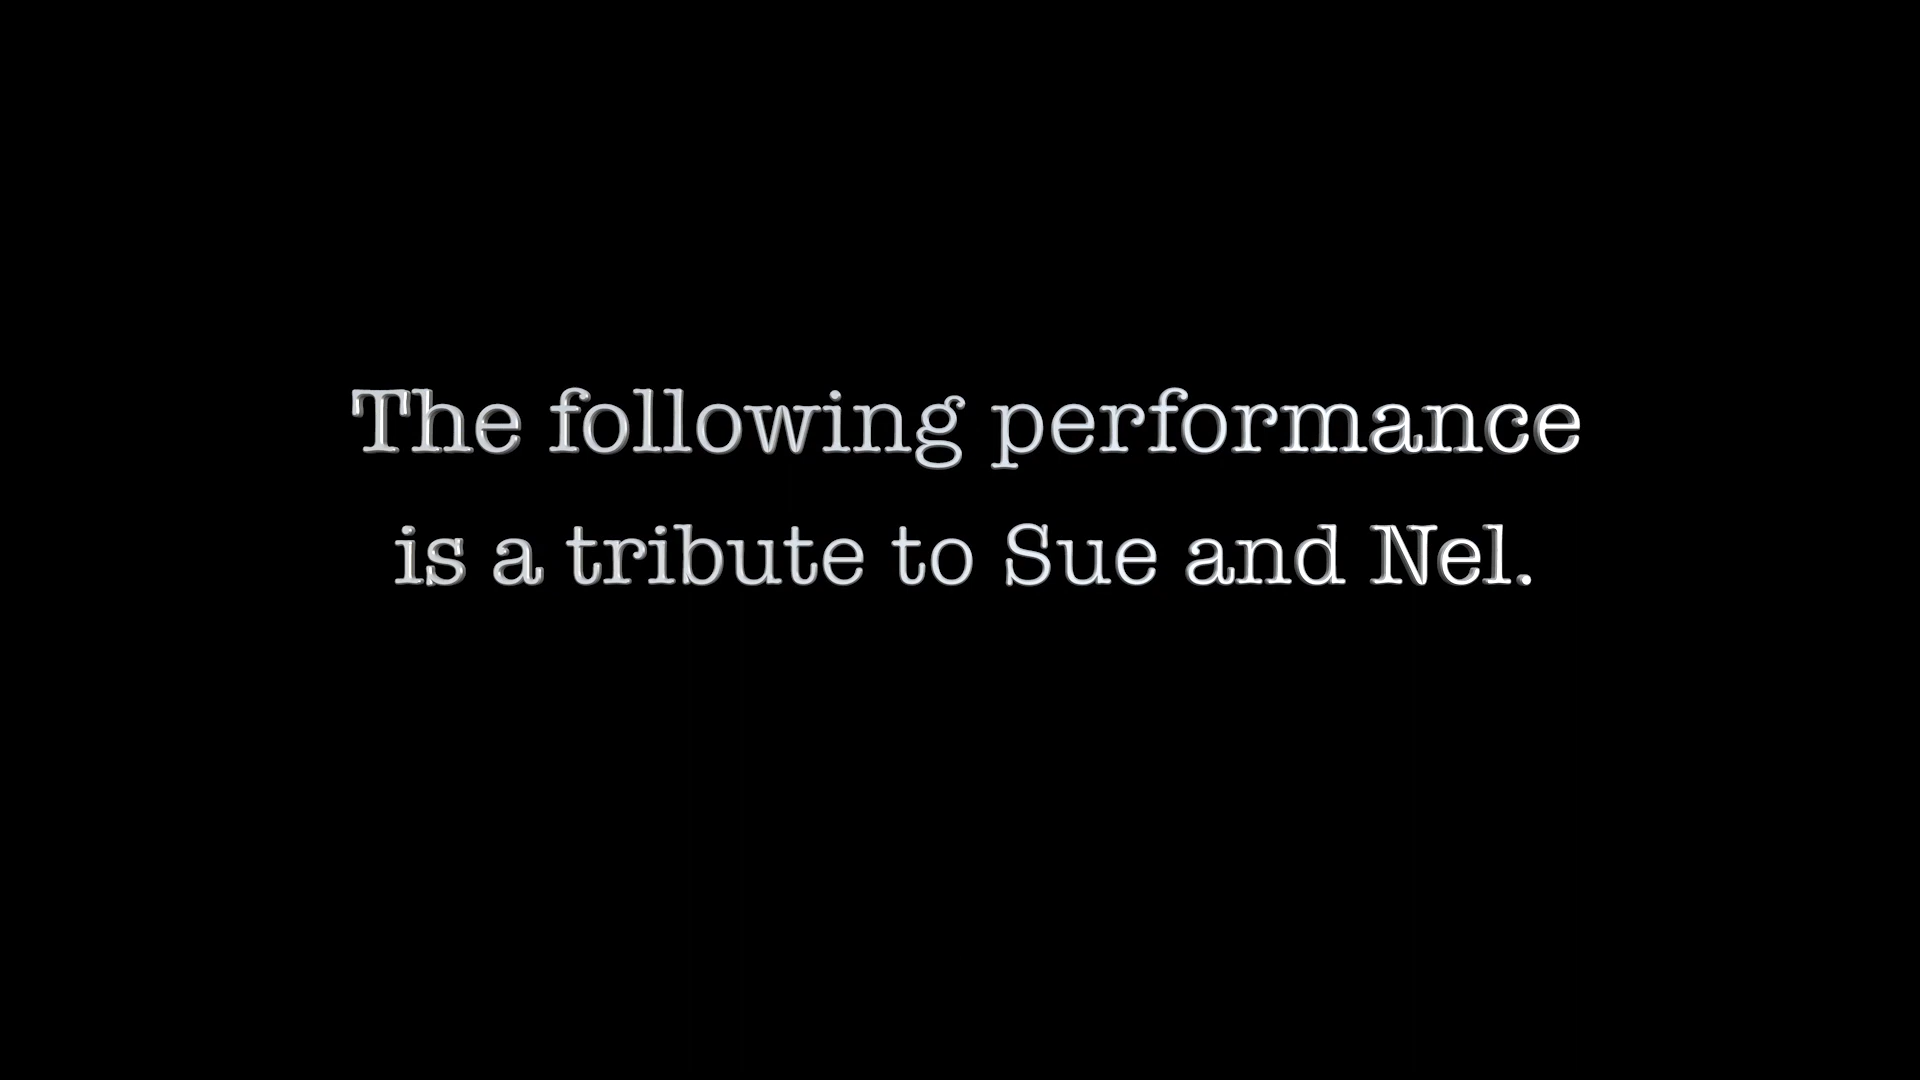 The following performance
is a tribute to Sue and Nel.